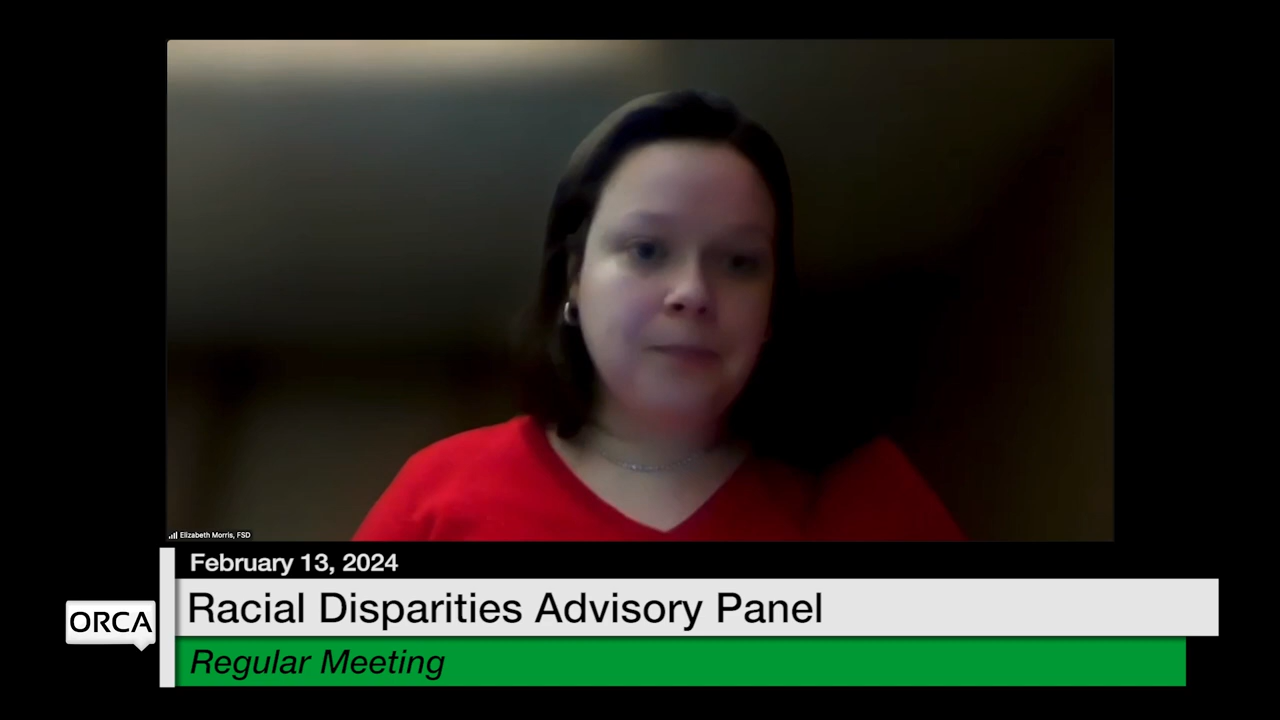 Elizabeth Morris, FSD
February 13, 2024
Racial Disparities Advisory Panel
ORCA
Regular Meeting